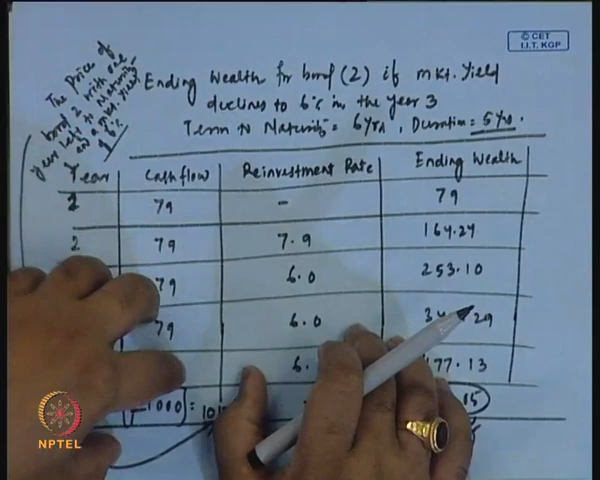 © CET
I.I.T. KGP
The Price of
bond 2 with one
year left to Maturity
and a mkt. yield
6%
Ending Wealth for bond (2) if mkt. yield
declines to 6% in the year 3
Term to Maturity = 6 yrs, Duration = 5 yrs.
Year Cashflow Reinvestment Rate Ending Wealth
79 - 79
2 79 7.9 164.24
79 6.0 253.10
79 6.0 29
79 6. 77.13
1000) =
15
NPTEL